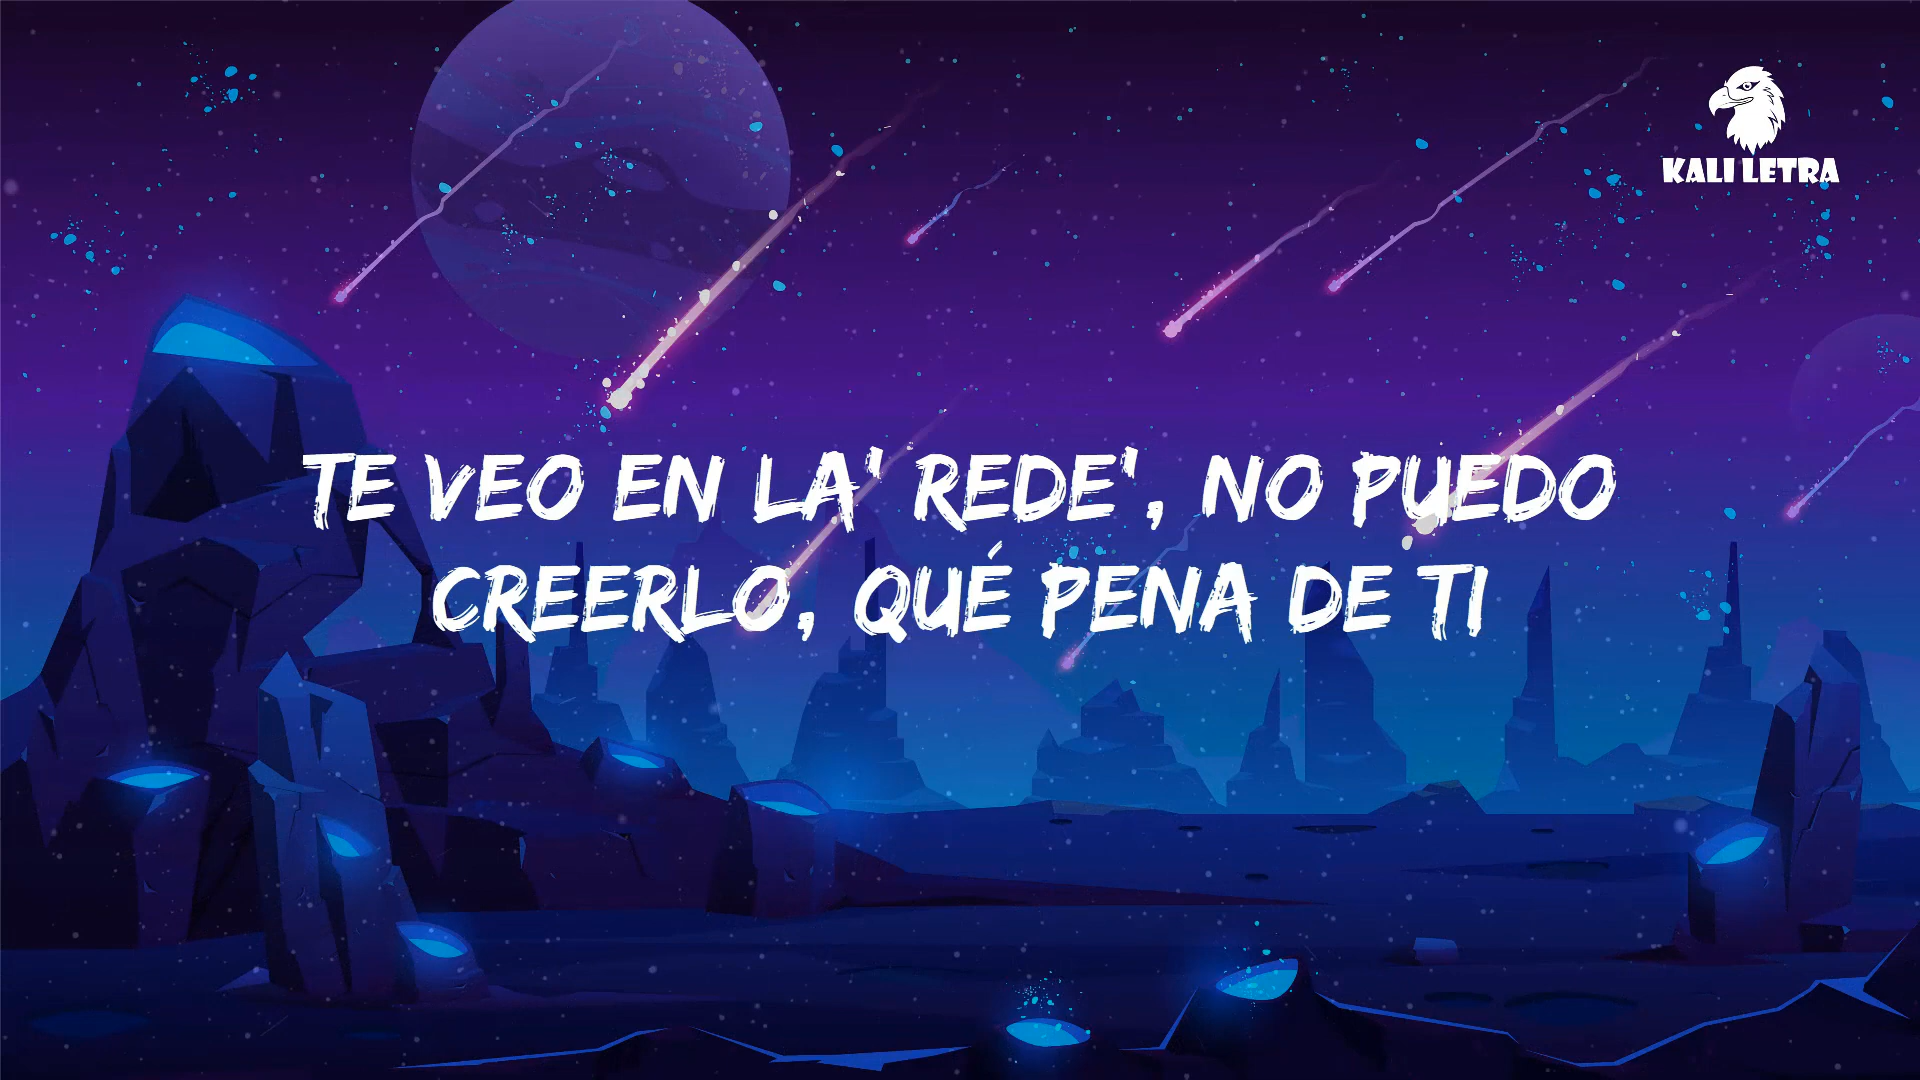 KALI LETRA
TE VEO EN LA' REDE', NO PUEDO
CREERLO, QUÉ PENA DE TI